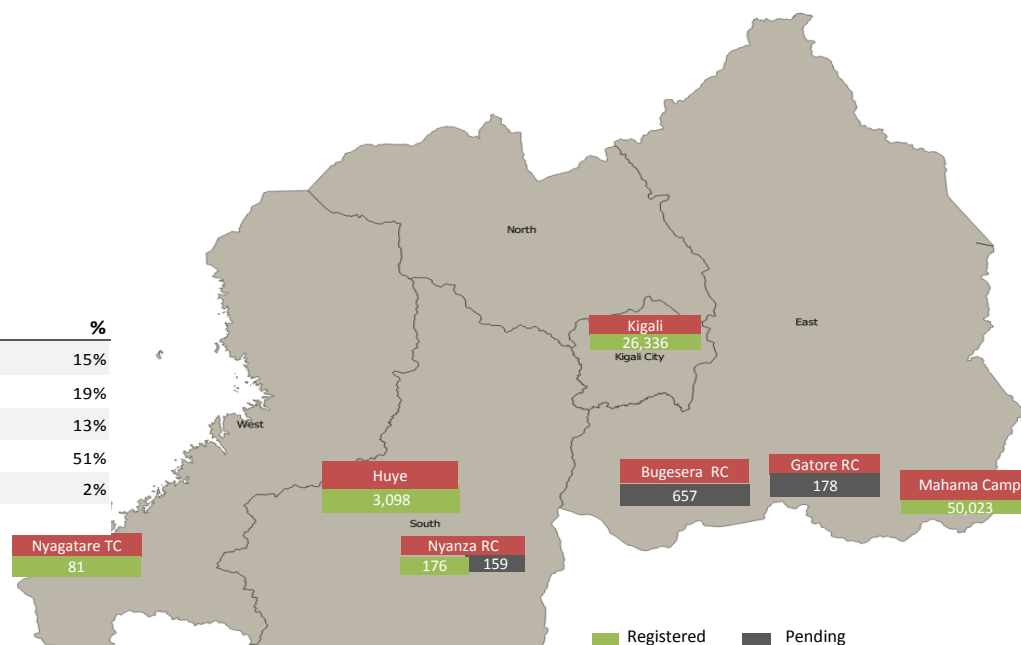 %
15%
19%
13%
51%
2%
North
Kigali
26,336
Kigali City
East
West
Huye
3,098
South
Bugesera RC
657
Gatore RC
178
Mahama Camp
50,023
Nyagatare TC
81
Nyanza RC
176 159
Registered Pending